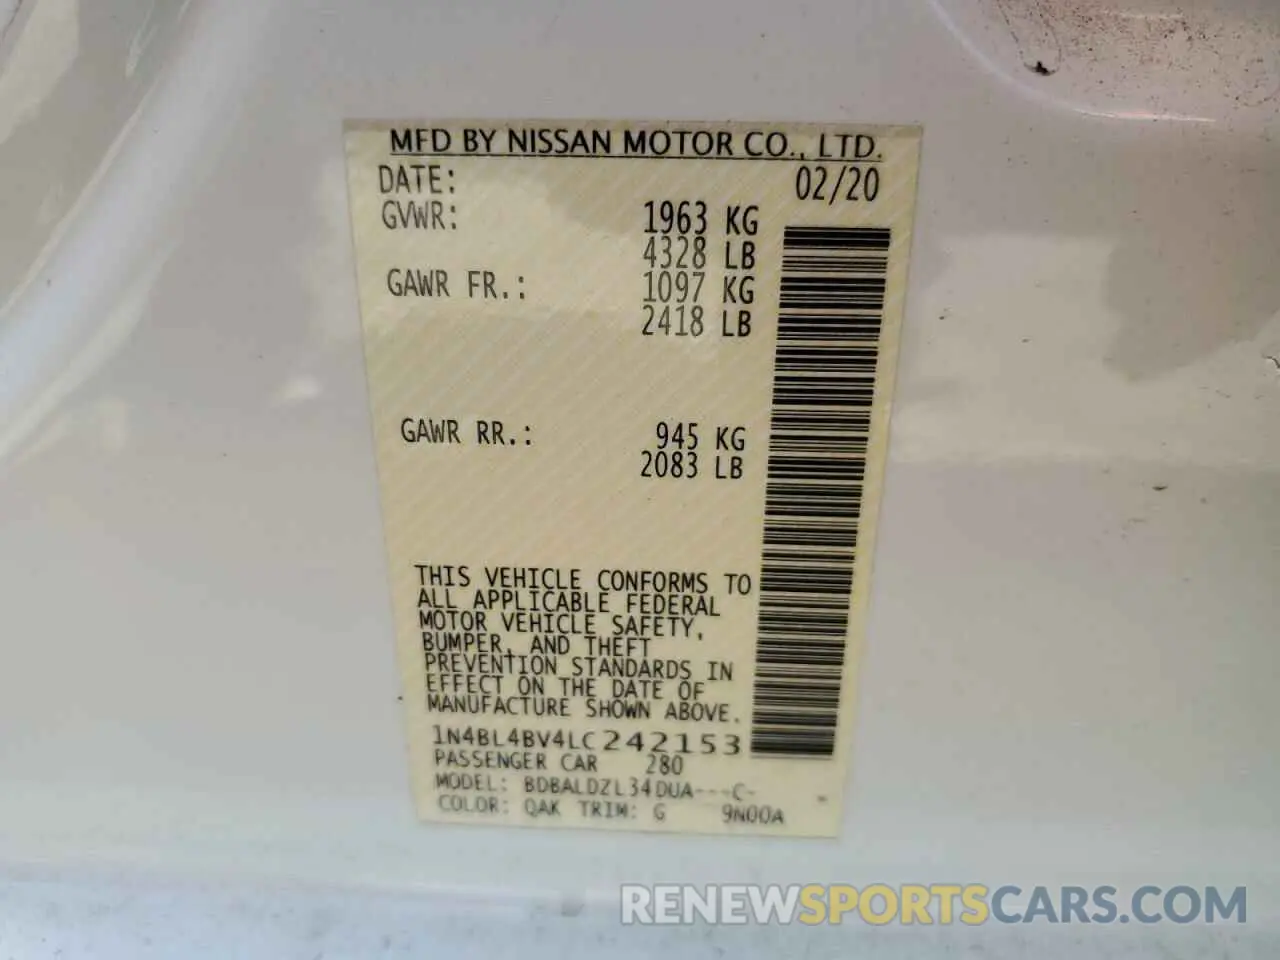 MFD BY NISSAN MOTOR CO., LTD.
DATE: 02/20
GVWR: 1963 KG
4328 LB
GAWR FR.: 1097 KG
2418 LB
GAWR RR.: 945 KG
2083 LB
THIS VEHICLE CONFORMS TO
ALL APPLICABLE FEDERAL
MOTOR VEHICLE SAFETY,
BUMPER, AND THEFT
PREVENTION STANDARDS IN
EFFECT ON THE DATE OF
MANUFACTURE SHOWN ABOVE.
1N4BL4BV4LC242153
PASSENGER CAR 280
MODEL: BDBALDZL34DUA---C-
COLOR: QAK TRIM: G 9N00A
RENEWSPORTSCARS.COM